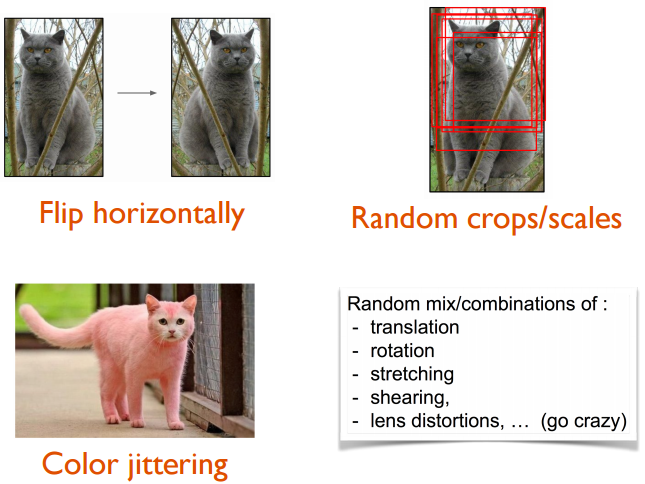 Flip horizontally
Random crops/scales
Color jittering
Random mix/combinations of :
- translation
- rotation
- stretching
- shearing,
- lens distortions, … (go crazy)